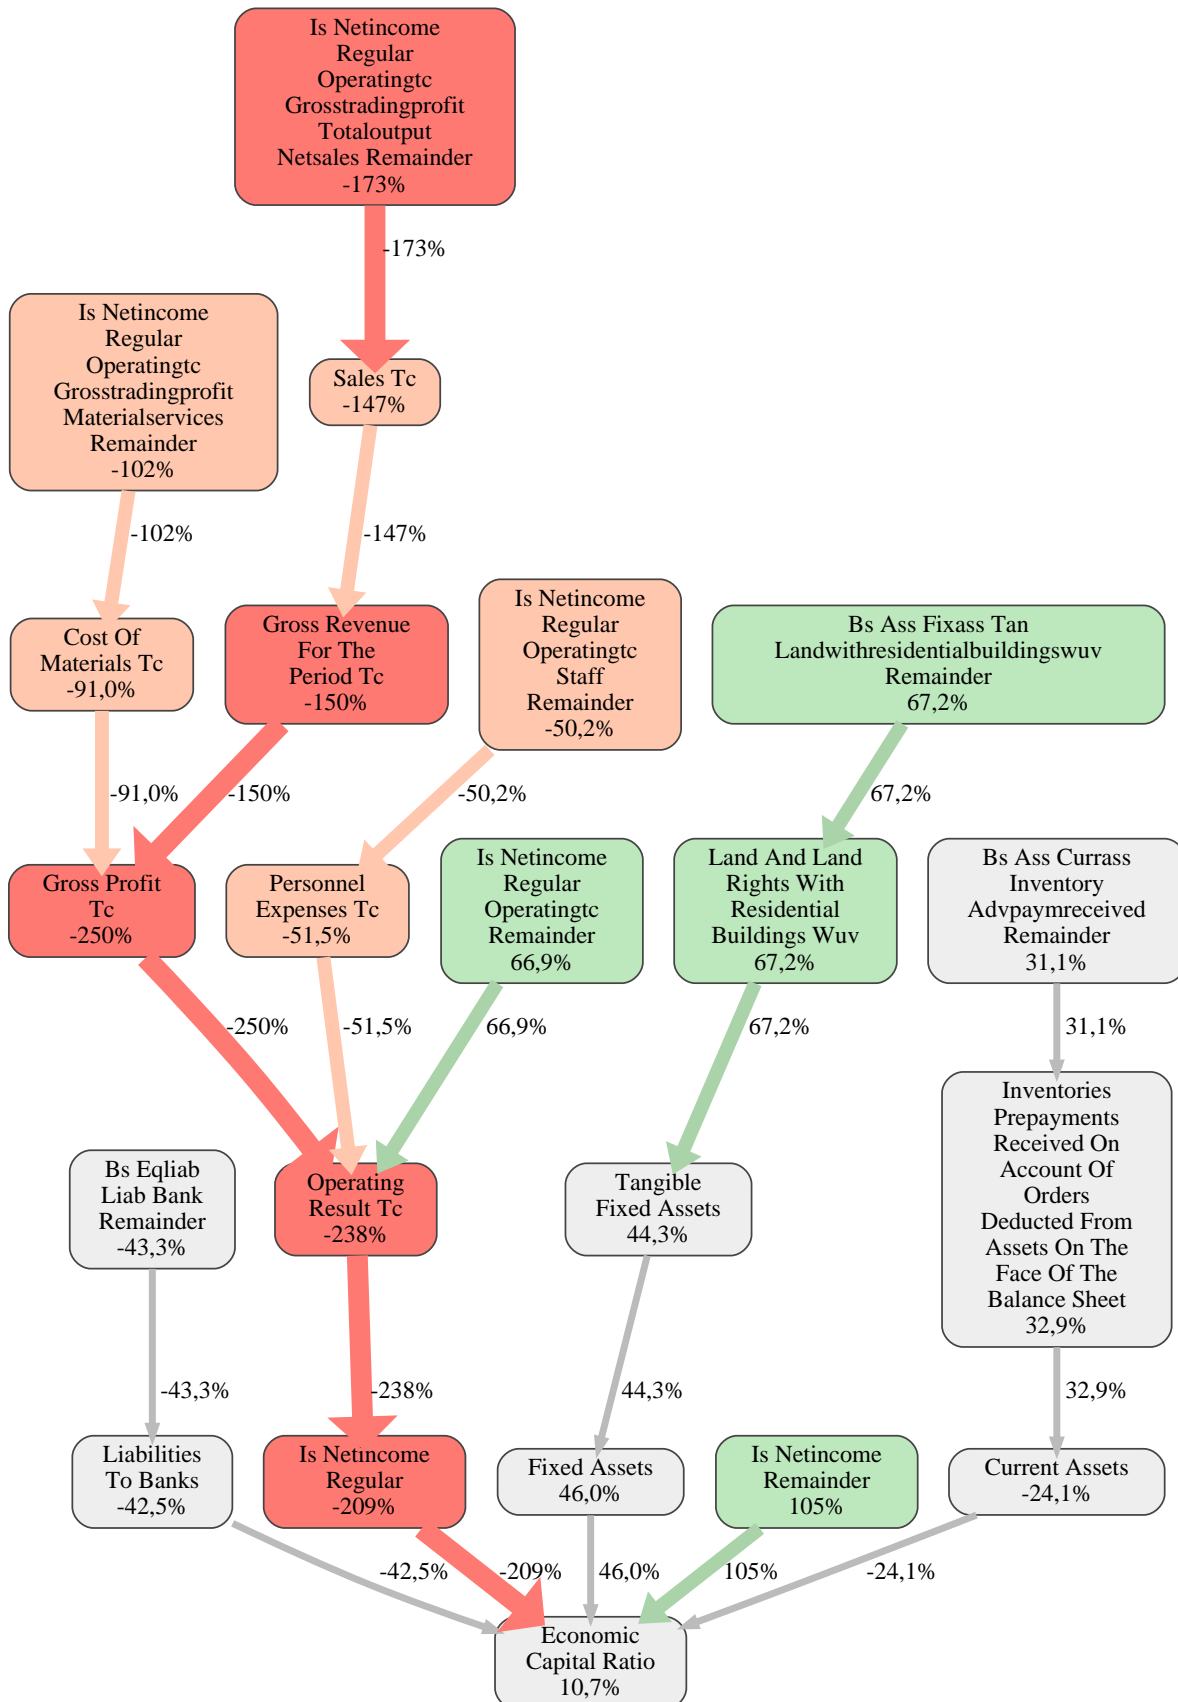 Is Netincome
Regular
Operatingtc
Grosstradingprofit
Totaloutput
Netsales Remainder
-173%
-173%
Is Netincome
Regular
Operatingtc
Grosstradingprofit
Materialservices
Remainder
-102%
Sales Tc
-147%
-102%
-147%
Cost Of
Materials Tc
-91,0%
Gross Revenue
For The
Period Tc
-150%
Is Netincome
Regular
Operatingtc
Staff
Remainder
-50,2%
Bs Ass Fixass Tan
Landwithresidentialbuildingswuv
Remainder
67,2%
-91,0%
-150%
-50,2%
67,2%
Gross Profit
Tc
-250%
Personnel
Expenses Tc
-51,5%
Is Netincome
Regular
Operatingtc
Remainder
66,9%
Land And Land
Rights With
Residential
Buildings Wuv
67,2%
Bs Ass Currass
Inventory
Advpaymreceived
Remainder
31,1%
-250%
-51,5%
66,9%
67,2%
31,1%
Bs Eqliab
Liab Bank
Remainder
-43,3%
Operating
Result Tc
-238%
Tangible
Fixed Assets
44,3%
Inventories
Prepayments
Received On
Account Of
Orders
Deducted From
Assets On The
Face Of The
Balance Sheet
32,9%
-43,3%
-238%
44,3%
32,9%
Liabilities
To Banks
-42,5%
Is Netincome
Regular
-209%
Fixed Assets
46,0%
Is Netincome
Remainder
105%
Current Assets
-24,1%
-42,5%
-209%
46,0%
105%
-24,1%
Economic
Capital Ratio
10,7%